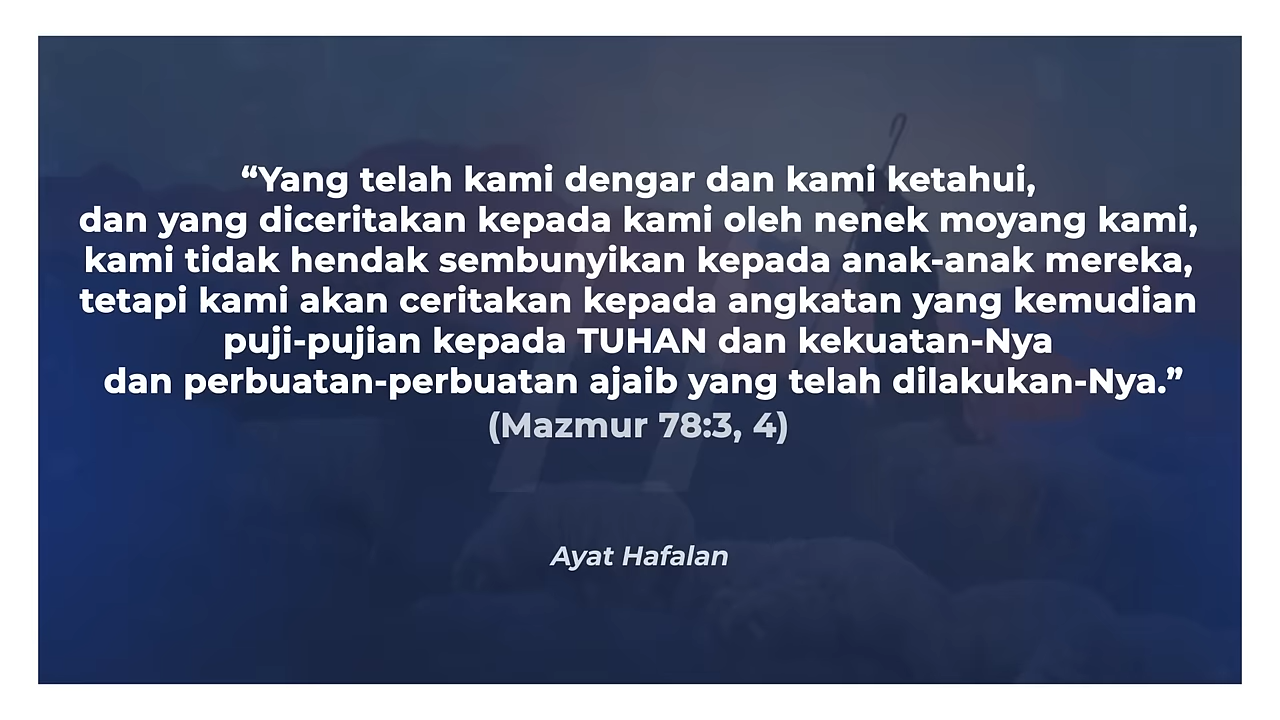 “Yang telah kami dengar dan kami ketahui,
dan yang diceritakan kepada kami oleh nenek moyang kami,
kami tidak hendak sembunyikan kepada anak-anak mereka,
tetapi kami akan ceritakan kepada angkatan yang kemudian
puji-pujian kepada TUHAN dan kekuatan-Nya
dan perbuatan-perbuatan ajaib yang telah dilakukan-Nya.”
(Mazmur 78:3, 4)
Ayat Hafalan